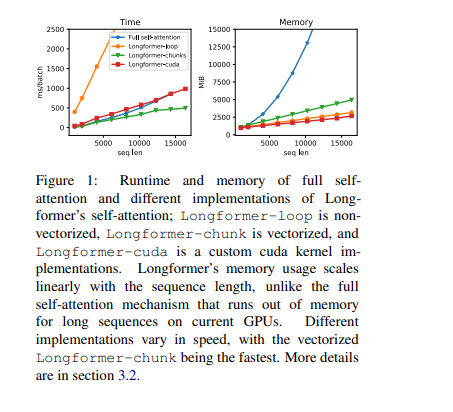 Time
Memory
2500
2000
1500
1000
500
0
ms/batch
Full self-attention
Longformer-loop
Longformer-chunks
Longformer-cuda
5000 10000 15000
seq len
15000
12500
10000
7500
5000
2500
0
MiB
5000 10000 15000
seq len
Figure 1: Runtime and memory of full self-
attention and different implementations of Long-
former's self-attention; Longformer-loop is non-
vectorized, Longformer-chunk is vectorized, and
Longformer-cuda is a custom cuda kernel im-
plementations. Longformer's memory usage scales
linearly with the sequence length, unlike the full
self-attention mechanism that runs out of memory
for long sequences on current GPUs. Different
implementations vary in speed, with the vectorized
Longformer-chunk being the fastest. More details
are in section 3.2.